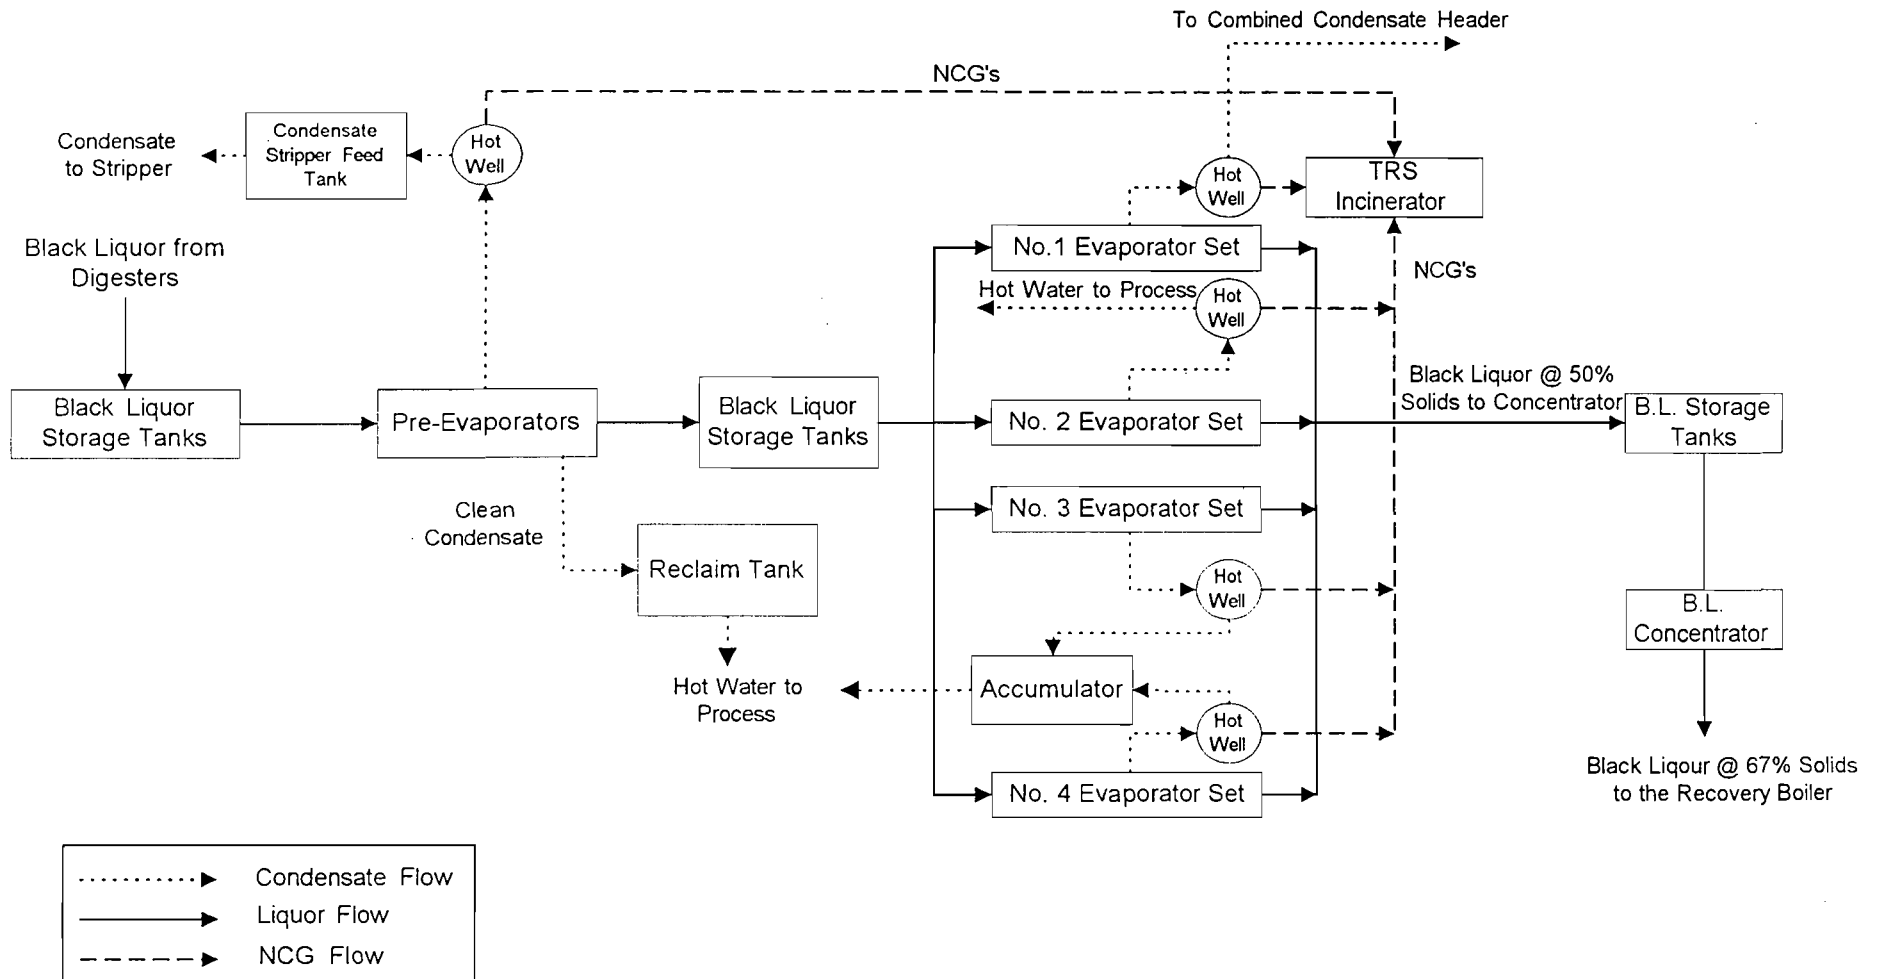 To Combined Condensate Header
NCG's
Condensate
to Stripper
Condensate
Stripper Feed
Tank
Hot
Well
Hot
Well
TRS
Incinerator
Black Liquor from
Digesters
No.1 Evaporator Set
NCG's
Hot Water to Process
Hot
Well
Black Liquor
Storage Tanks
Pre-Evaporators
Black Liquor
Storage Tanks
No. 2 Evaporator Set
Black Liquor @ 50%
Solids to Concentrator
B.L. Storage
Tanks
Clean
Condensate
No. 3 Evaporator Set
Reclaim Tank
Hot
Well
B.L.
Concentrator
Hot Water to
Process
Accumulator
Hot
Well
No. 4 Evaporator Set
Black Liqour @ 67% Solids
to the Recovery Boiler
Condensate Flow
Liquor Flow
NCG Flow